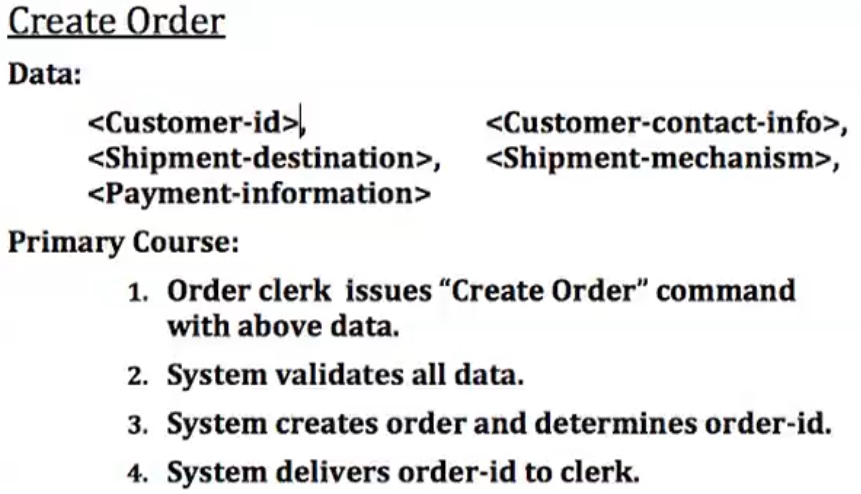 Create Order
Data:
<Customer-id>, <Customer-contact-info>,
<Shipment-destination>, <Shipment-mechanism>,
<Payment-information>
Primary Course:
1. Order clerk issues “Create Order” command
with above data.
2. System validates all data.
3. System creates order and determines order-id.
4. System delivers order-id to clerk.